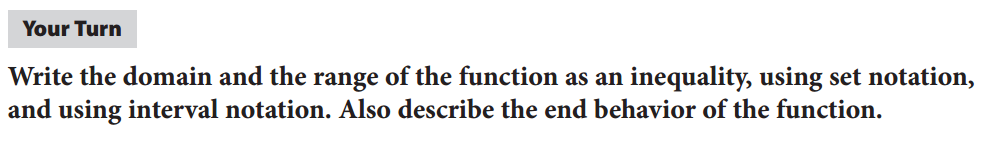 Your Turn
Write the domain and the range of the function as an inequality, using set notation,
and using interval notation. Also describe the end behavior of the function.